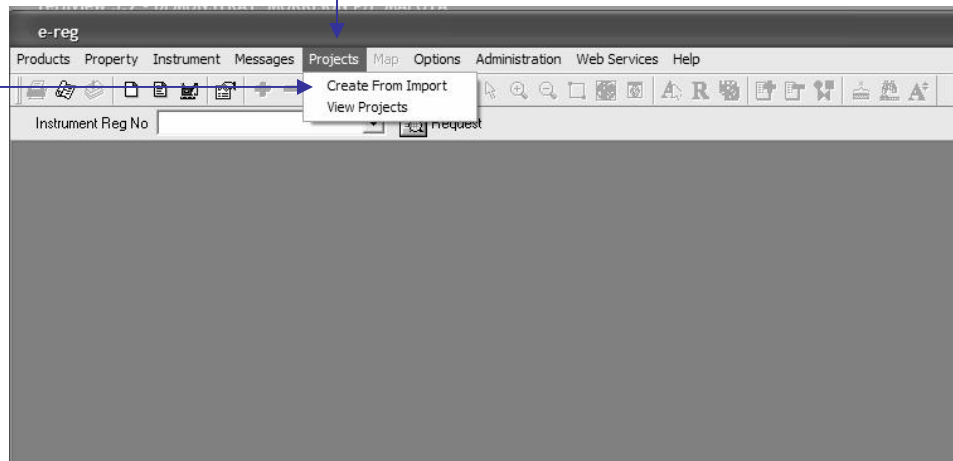 e-reg
Products Property Instrument Messages Projects Map Options Administration Web Services Help
Create From Import
View Projects
A R A
Instrument Reg No Request